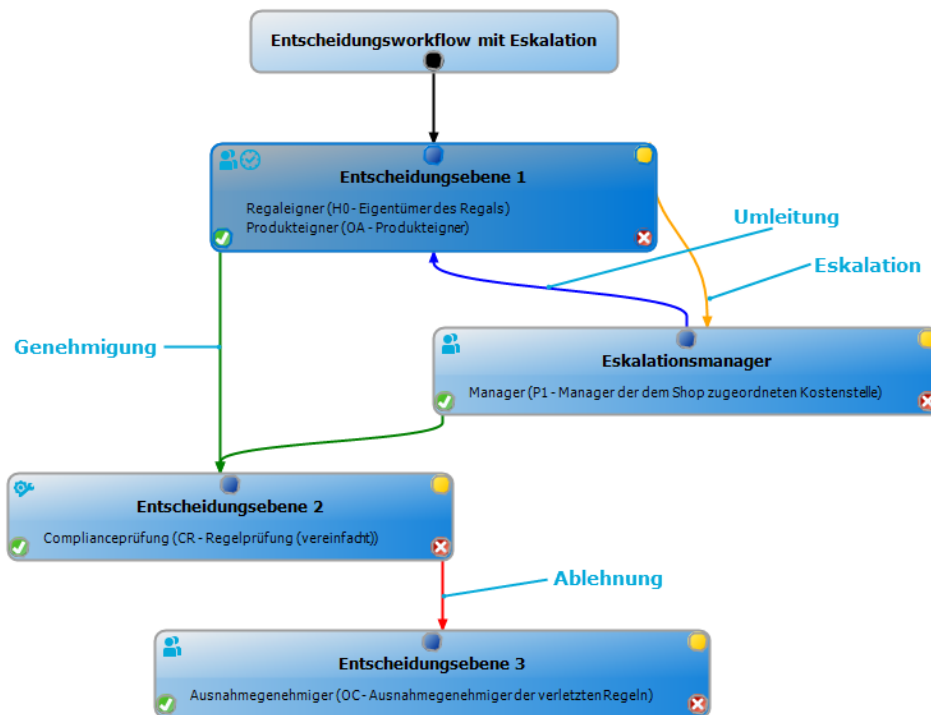 Entscheidungsworkflow mit Eskalation
Entscheidungsebene 1
Regaleigner (H0 - Eigentümer des Regals)
Produkteigner (OA - Produkteigner)
Umleitung
Eskalation
Genehmigung
Eskalationsmanager
Manager (P1 - Manager der dem Shop zugeordneten Kostenstelle)
Entscheidungsebene 2
Complianceprüfung (CR - Regelprüfung (vereinfacht))
Ablehnung
Entscheidungsebene 3
Ausnahmegenehmiger (OC - Ausnahmegenehmiger der verletzten Regeln)